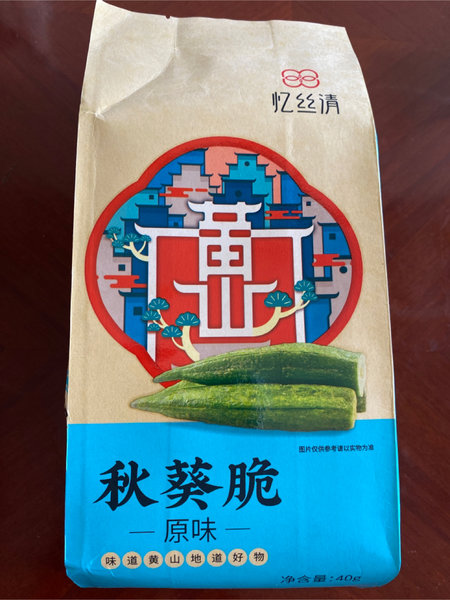 忆丝清
黄山
图片仅供参考请以实物为准
秋葵脆
原味
味道黄山地道好物
净含量：40g